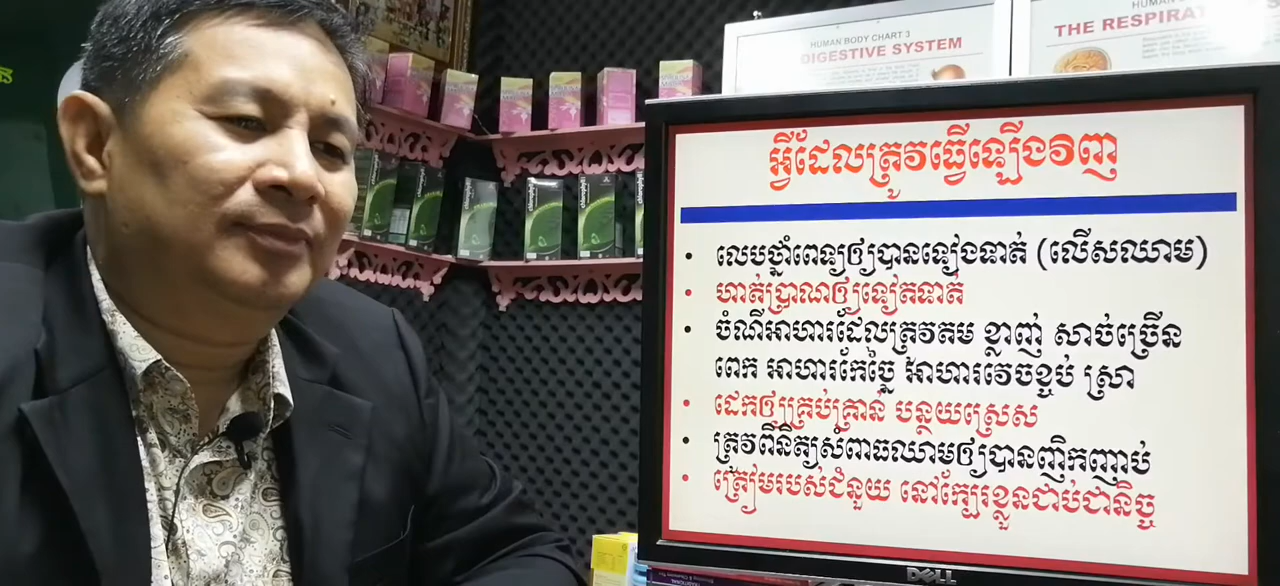 HUMAN BODY CHART 3
DIGESTIVE SYSTEM
HUMAN BODY
THE RESPIRAT
អ្វីដែលត្រូវធ្វើឡើងវិញ
• លេបថ្នាំពេទ្យឲ្យបានទៀងទាត់ (លើសឈាម)
• ហាត់ប្រាណឲ្យទៀតទាត់
• ចំណីអាហារដែលត្រូវតម ខ្លាញ់ សាច់ច្រើន
ពេក អាហារកែច្នៃ អាហារវេចខ្ចប់ ស្រា
• ដេកឲ្យគ្រប់គ្រាន់ បន្ថយស្រេស
• ត្រូវពិនិត្យសំពាធឈាមឲ្យបានញឹកញាប់
• ត្រៀមរបស់ជំនួយ នៅក្បែរខ្លួនជាប់ជានិច្ច
chlorophyll
chlorophyll
DELL